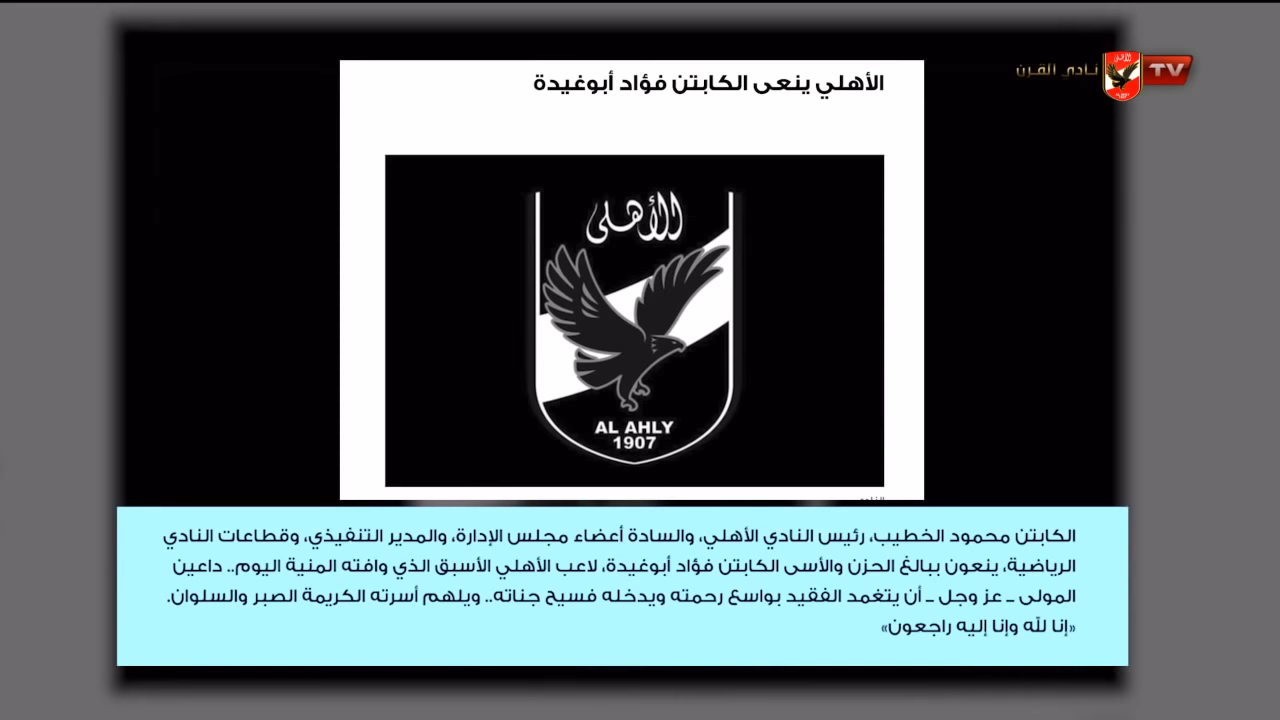 نادي القرن
الأهلي
TV
الأهلي ينعى الكابتن فؤاد أبوغيدة
الأهلى
AL AHLY
1907
الكابتن محمود الخطيب، رئيس النادي الأهلي، والسادة أعضاء مجلس الإدارة، والمدير التنفيذي، وقطاعات النادي
الرياضية، ينعون ببالغ الحزن والأسى الكابتن فؤاد أبوغيدة، لاعب الأهلي الأسبق الذي وافته المنية اليوم.. داعين
المولى _ عز وجل _ أن يتغمد الفقيد بواسع رحمته ويدخله فسيح جناته.. ويلهم أسرته الكريمة الصبر والسلوان.
«إنا لله وإنا إليه راجعون»